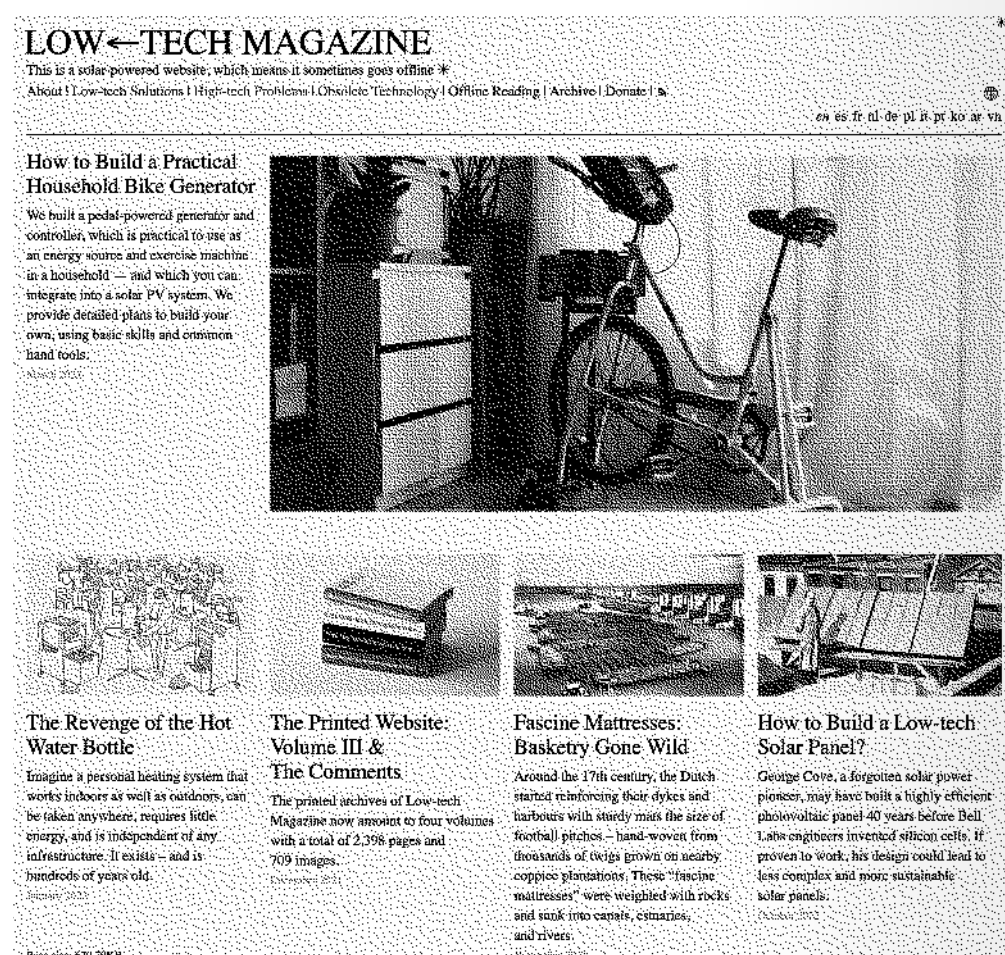 LOW←TECH MAGAZINE
This is a solar-powered website, which means it sometimes goes offline ☀
About | Low-tech Solutions | High-tech Problems | Obsolete Technology | Offline Reading | Archive | Donate |
en es fr nl de pl it pt ko ar vn
How to Build a Practical
Household Bike Generator
We built a pedal-powered generator and
controller, which is practical to use as
an energy source and exercise machine
in a household — and which you can
integrate into a solar PV system. We
provide detailed plans to build your
own, using basic skills and common
hand tools.
March
The Revenge of the Hot
Water Bottle
Imagine a personal heating system that
works indoors as well as outdoors, can
be taken anywhere, requires little
energy, and is independent of any
infrastructure. It exists – and is
hundreds of years old.
January 2022
The Printed Website:
Volume III &
The Comments
The printed archives of Low-tech
Magazine now amount to four volumes
with a total of 2,398 pages and
709 images.
December 2021
Fascine Mattresses:
Basketry Gone Wild
Around the 17th century, the Dutch
started reinforcing their dykes and
harbours with sturdy mats the size of
football pitches – hand-woven from
thousands of twigs grown on nearby
coppice plantations. These “fascine
mattresses” were weighted with rocks
and sunk into canals, estuaries,
and rivers.
How to Build a Low-tech
Solar Panel?
George Cove, a forgotten solar power
pioneer, may have built a highly efficient
photovoltaic panel 40 years before Bell
Labs engineers invented silicon cells. If
proven to work, his design could lead to
less complex and more sustainable
solar panels.
October